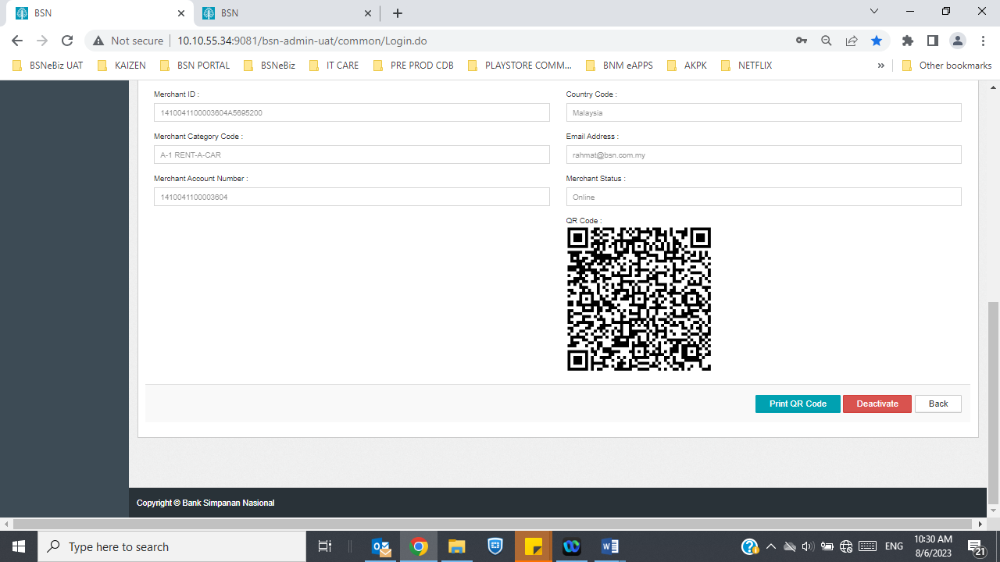 BSN
BSN
Not secure 10.10.55.34:9081/bsn-admin-uat/common/Login.do
BSNeBiz UAT KAIZEN BSN PORTAL BSNeBiz IT CARE PRE PROD CDB PLAYSTORE COMM... BNM eAPPS AKPK NETFLIX » Other bookmarks
Merchant ID : Country Code :
1410041100003604A5695200 Malaysia
Merchant Category Code : Email Address :
A-1 RENT-A-CAR rahmat@bsn.com.my
Merchant Account Number : Merchant Status :
1410041100003604 Online
QR Code :
Print QR Code Deactivate Back
Copyright © Bank Simpanan Nasional
Type here to search
ENG
10:30 AM
8/6/2023
21